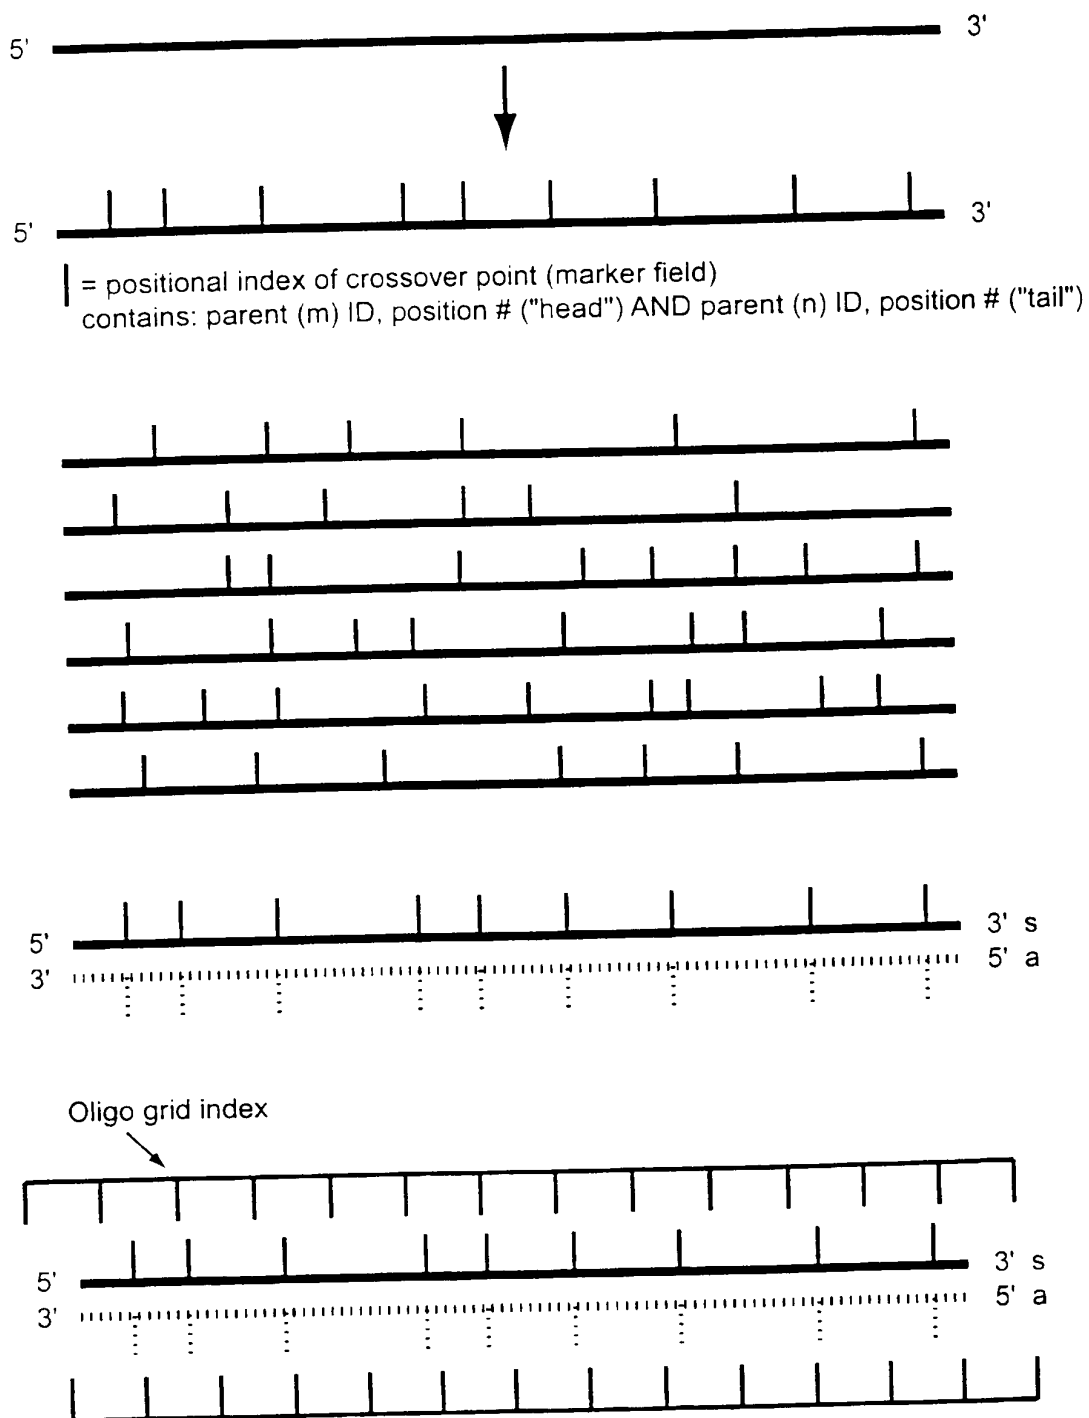 5' 3'
5' 3'
= positional index of crossover point (marker field)
contains: parent (m) ID, position # ("head") AND parent (n) ID, position # ("tail")
5' 3' s
3' 5' a
Oligo grid index
5' 3' s
3' 5' a